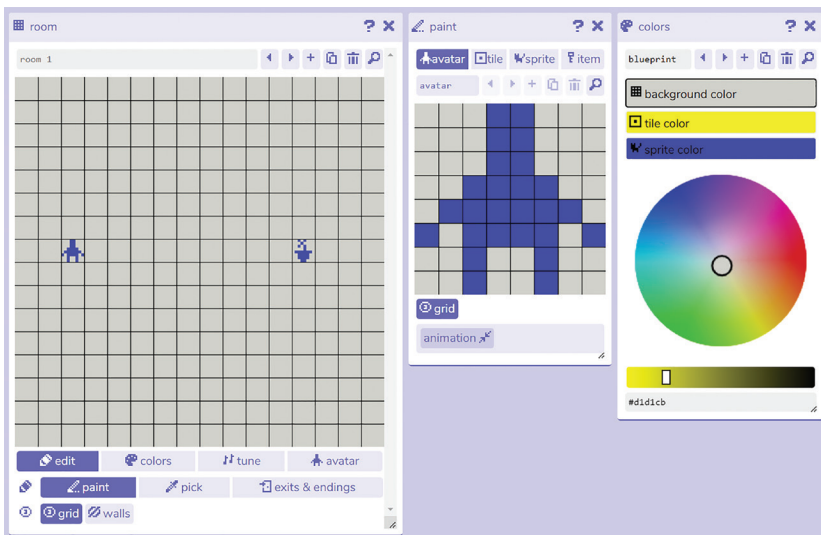 room
? ×
room 1
edit
colors
tune
avatar
paint
pick
exits & endings
grid
walls
paint
? ×
avatar
tile
sprite
item
avatar
grid
animation
colors
? ×
blueprint
background color
tile color
sprite color
#d1d1cb